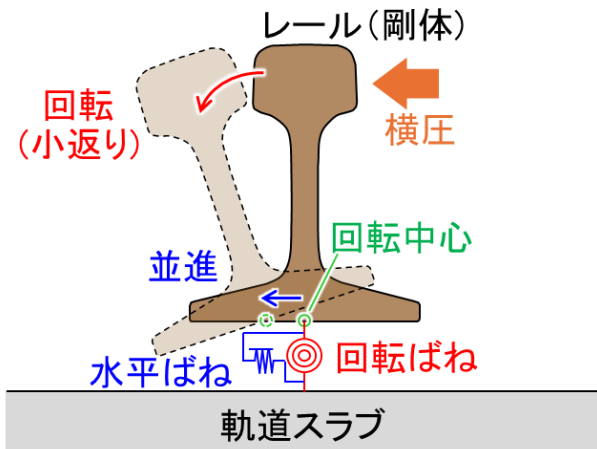 レール(剛体)
回転
(小返り)
横圧
回転中心
並進
水平ばね
回転ばね
軌道スラブ